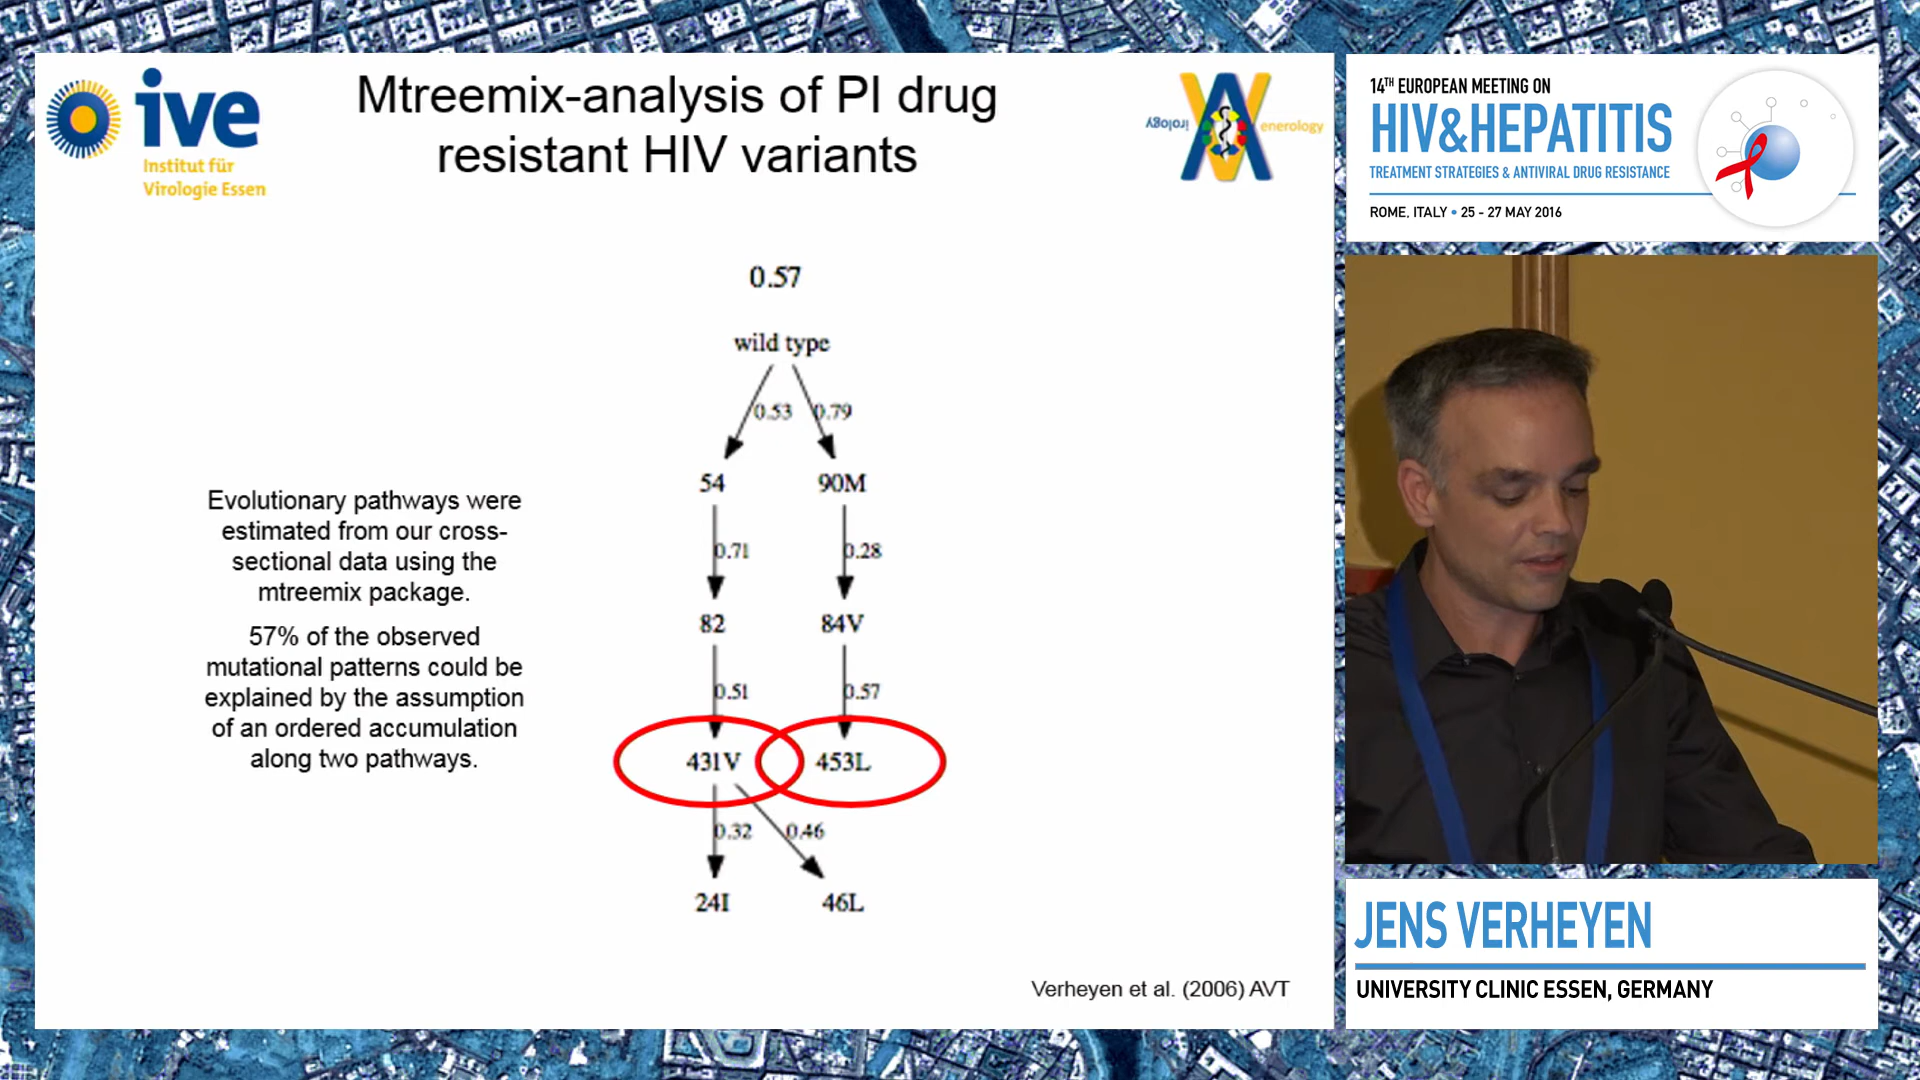 ive
Institut für
Virologie Essen
Mtreemix-analysis of PI drug
resistant HIV variants
Virology
enerology
0.57
wild type
0.53 0.79
54 90M
0.71 0.28
82 84V
0.51 0.57
431V 453L
0.32 0.46
24I 46L
Evolutionary pathways were
estimated from our cross-
sectional data using the
mtreemix package.
57% of the observed
mutational patterns could be
explained by the assumption
of an ordered accumulation
along two pathways.
Verheyen et al. (2006) AVT
14TH EUROPEAN MEETING ON
HIV&HEPATITIS
TREATMENT STRATEGIES & ANTIVIRAL DRUG RESISTANCE
ROME, ITALY • 25 - 27 MAY 2016
JENS VERHEYEN
UNIVERSITY CLINIC ESSEN, GERMANY